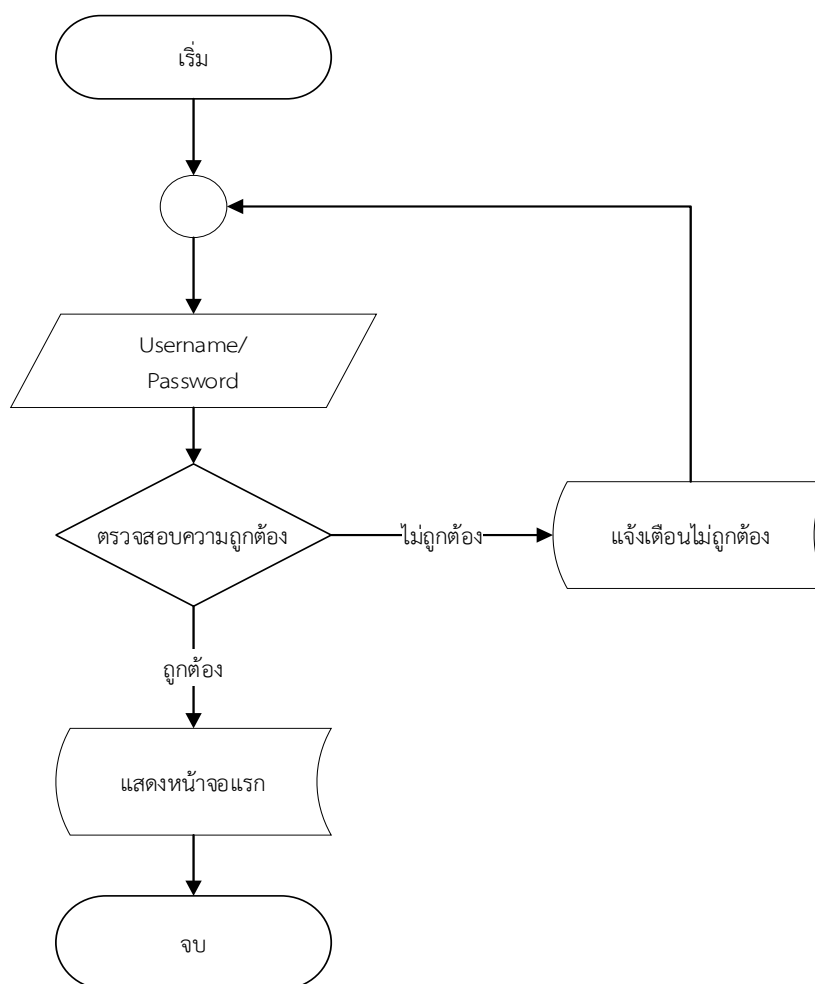 เริ่ม
Username/
Password
ตรวจสอบความถูกต้อง
ไม่ถูกต้อง
แจ้งเตือนไม่ถูกต้อง
ถูกต้อง
แสดงหน้าจอแรก
จบ